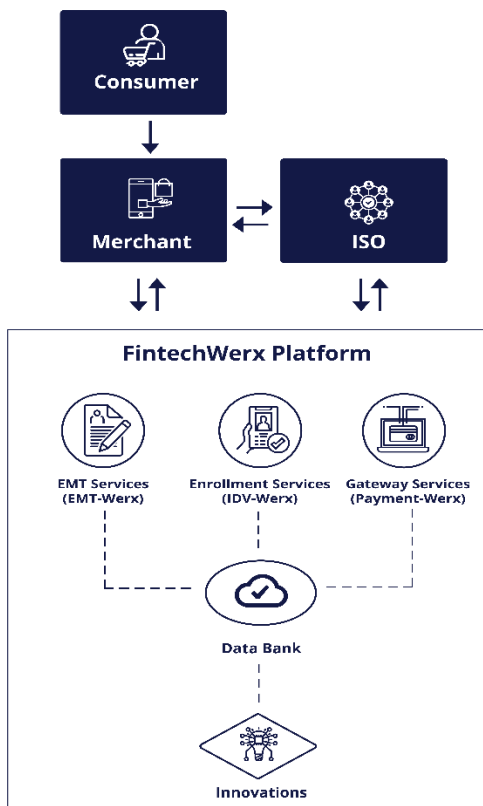 Consumer
Merchant
ISO
FintechWerx Platform
EMT Services
(EMT-Werx)
Enrollment Services
(IDV-Werx)
Gateway Services
(Payment-Werx)
Data Bank
Innovations